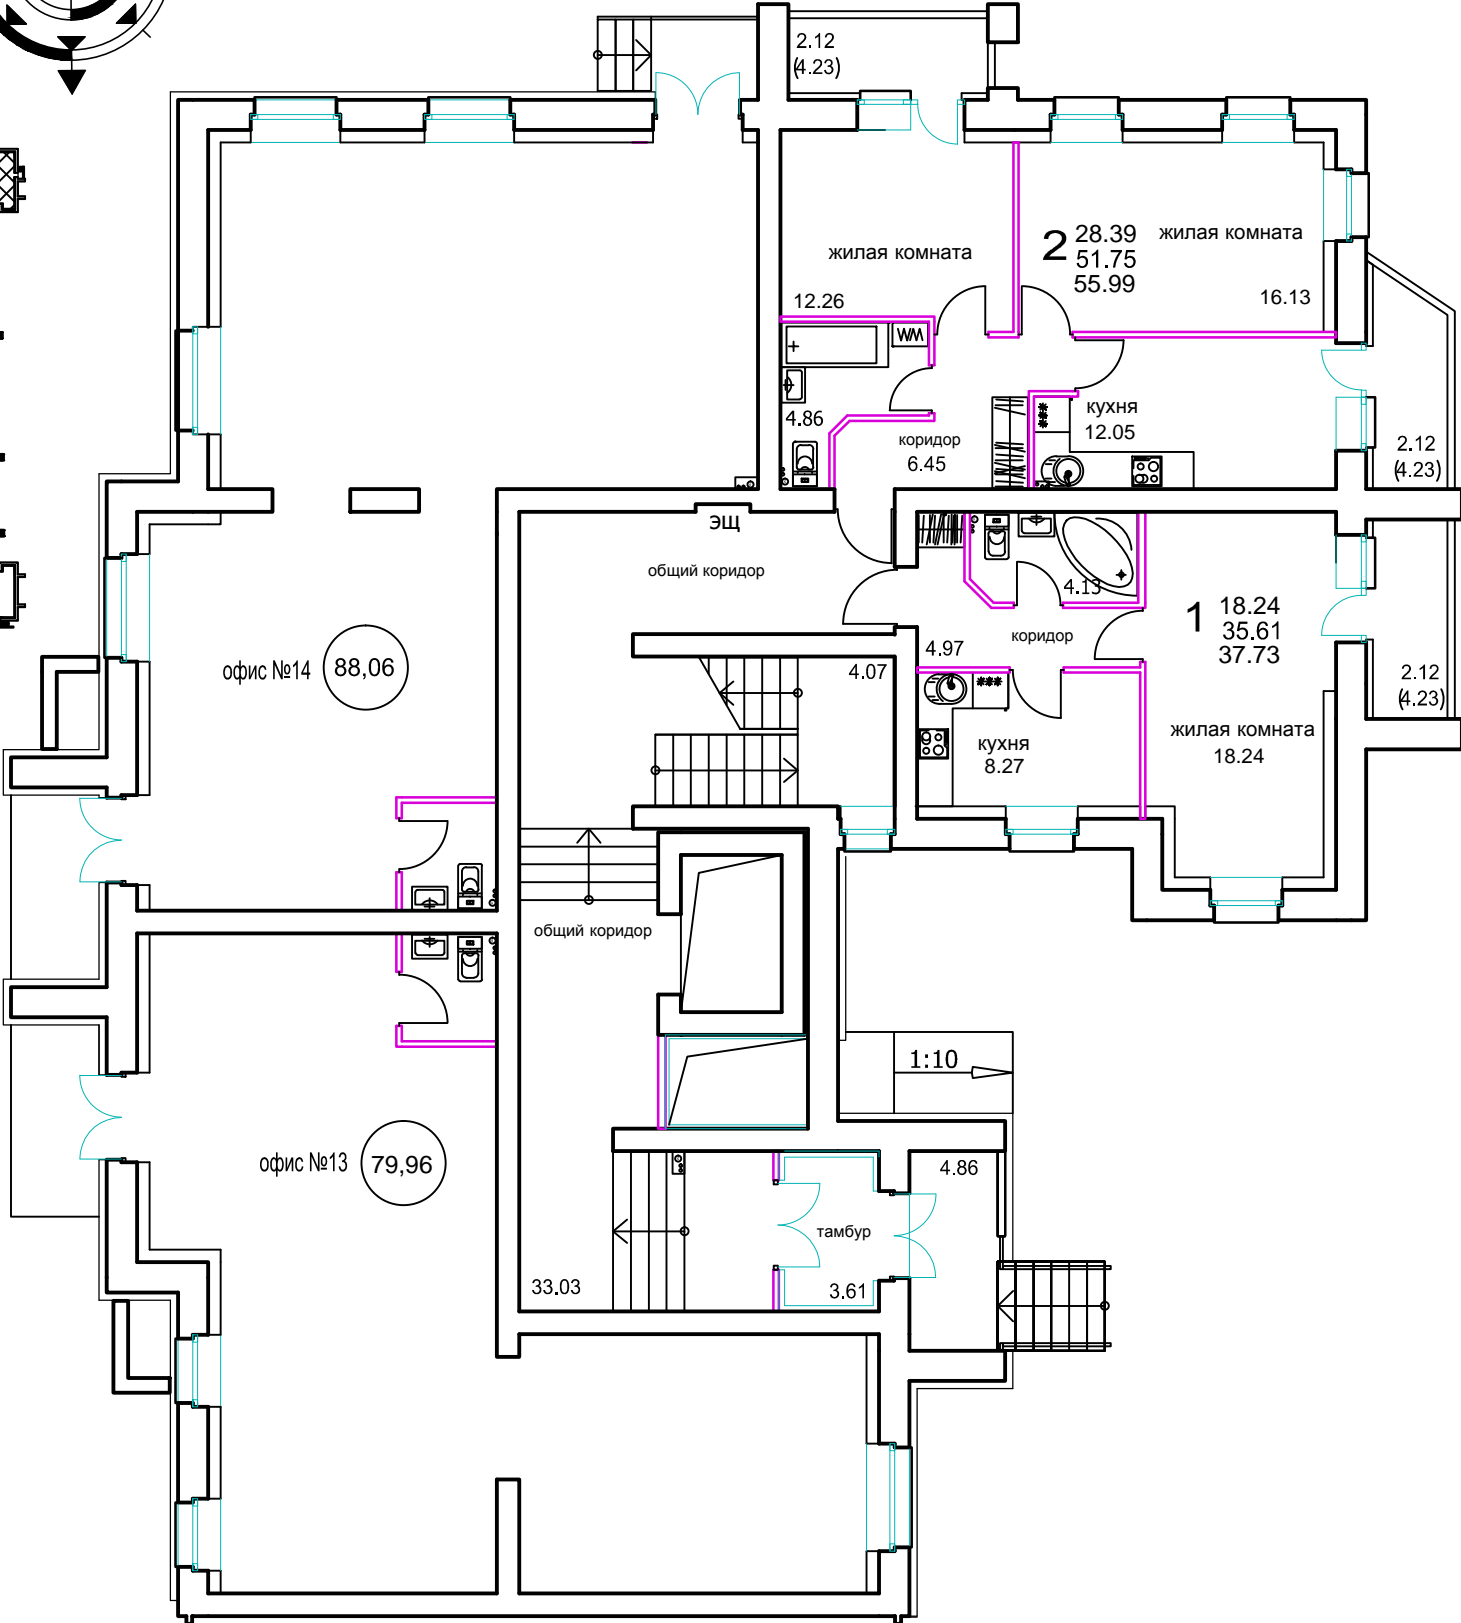 2.12
(4.23)
жилая комната
12.26
2
28.39
51.75
55.99
жилая комната
16.13
WM
4.86
коридор
6.45
кухня
12.05
2.12
(4.23)
ЭЩ
общий коридор
4.13
4.97
коридор
1
18.24
35.61
37.73
2.12
(4.23)
офис №14
88,06
4.07
кухня
8.27
жилая комната
18.24
общий коридор
1:10
офис №13
79,96
4.86
тамбур
33.03
3.61